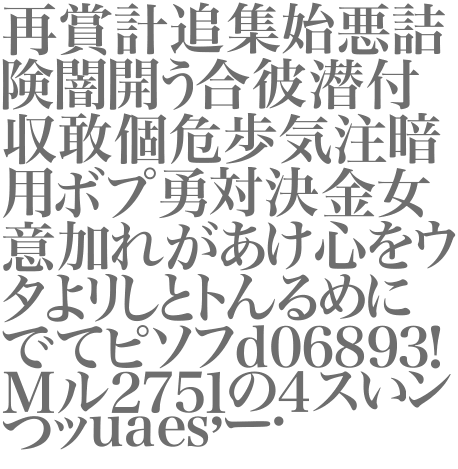 再賞計追集始悪詰
険闇開う合彼潜付
収敢個危歩気注暗
用ボプ勇対決金女
意加れがあけ心をウ
タよりしとトんるめに
でてピソフd06893!
Mル2751の4スいン
つッuaes’ー·